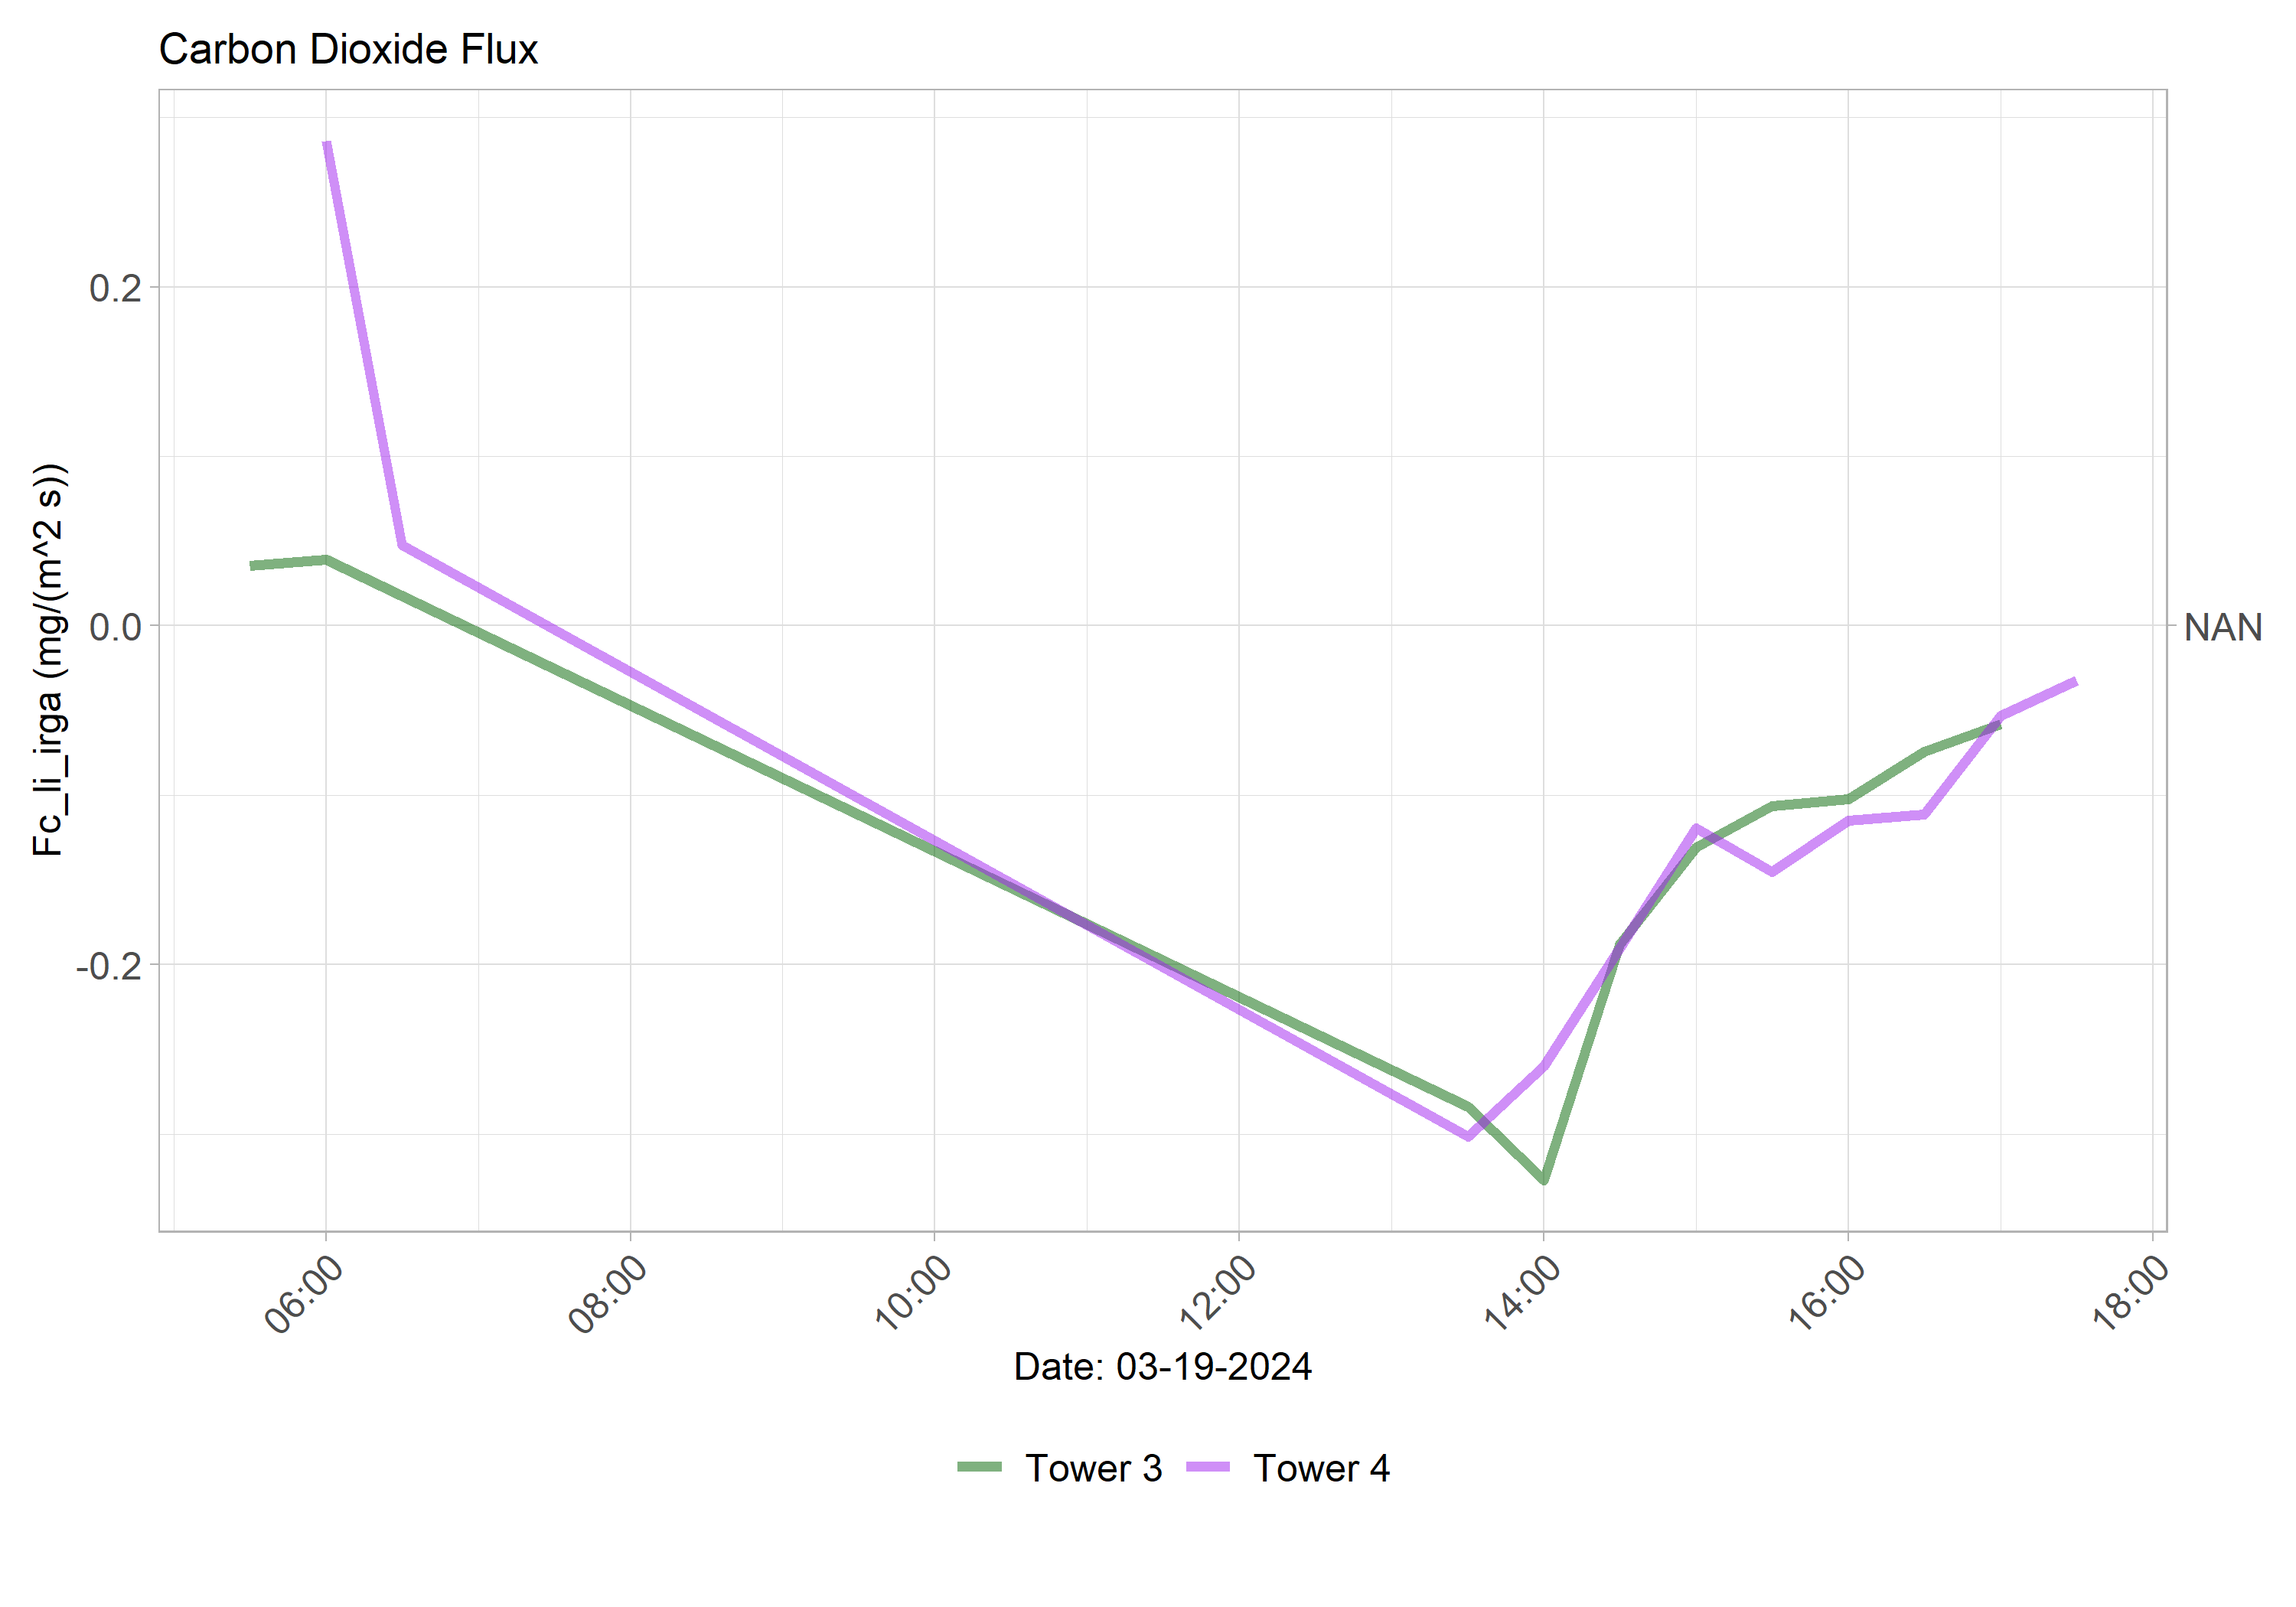 Carbon Dioxide Flux
Fc_li_irga (mg/(m^2 s))
0.2
0.0
-0.2
NAN
06:00
08:00
10:00
12:00
14:00
16:00
18:00
Date: 03-19-2024
Tower 3
Tower 4